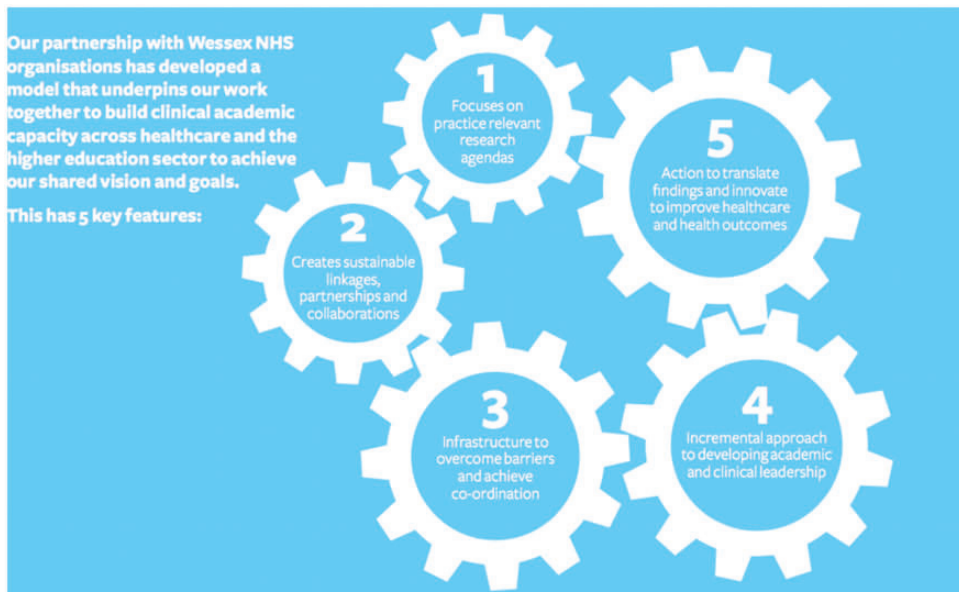 Our partnership with Wessex NHS
organisations has developed a
model that underpins our work
together to build clinical academic
capacity across healthcare and the
higher education sector to achieve
our shared vision and goals.
This has 5 key features:
1
Focuses on
practice relevant
research
agendas
2
Creates sustainable
linkages,
partnerships and
collaborations
3
Infrastructure to
overcome barriers
and achieve
co-ordination
4
Incremental approach
to developing academic
and clinical leadership
5
Action to translate
findings and innovate
to improve healthcare
and health outcomes